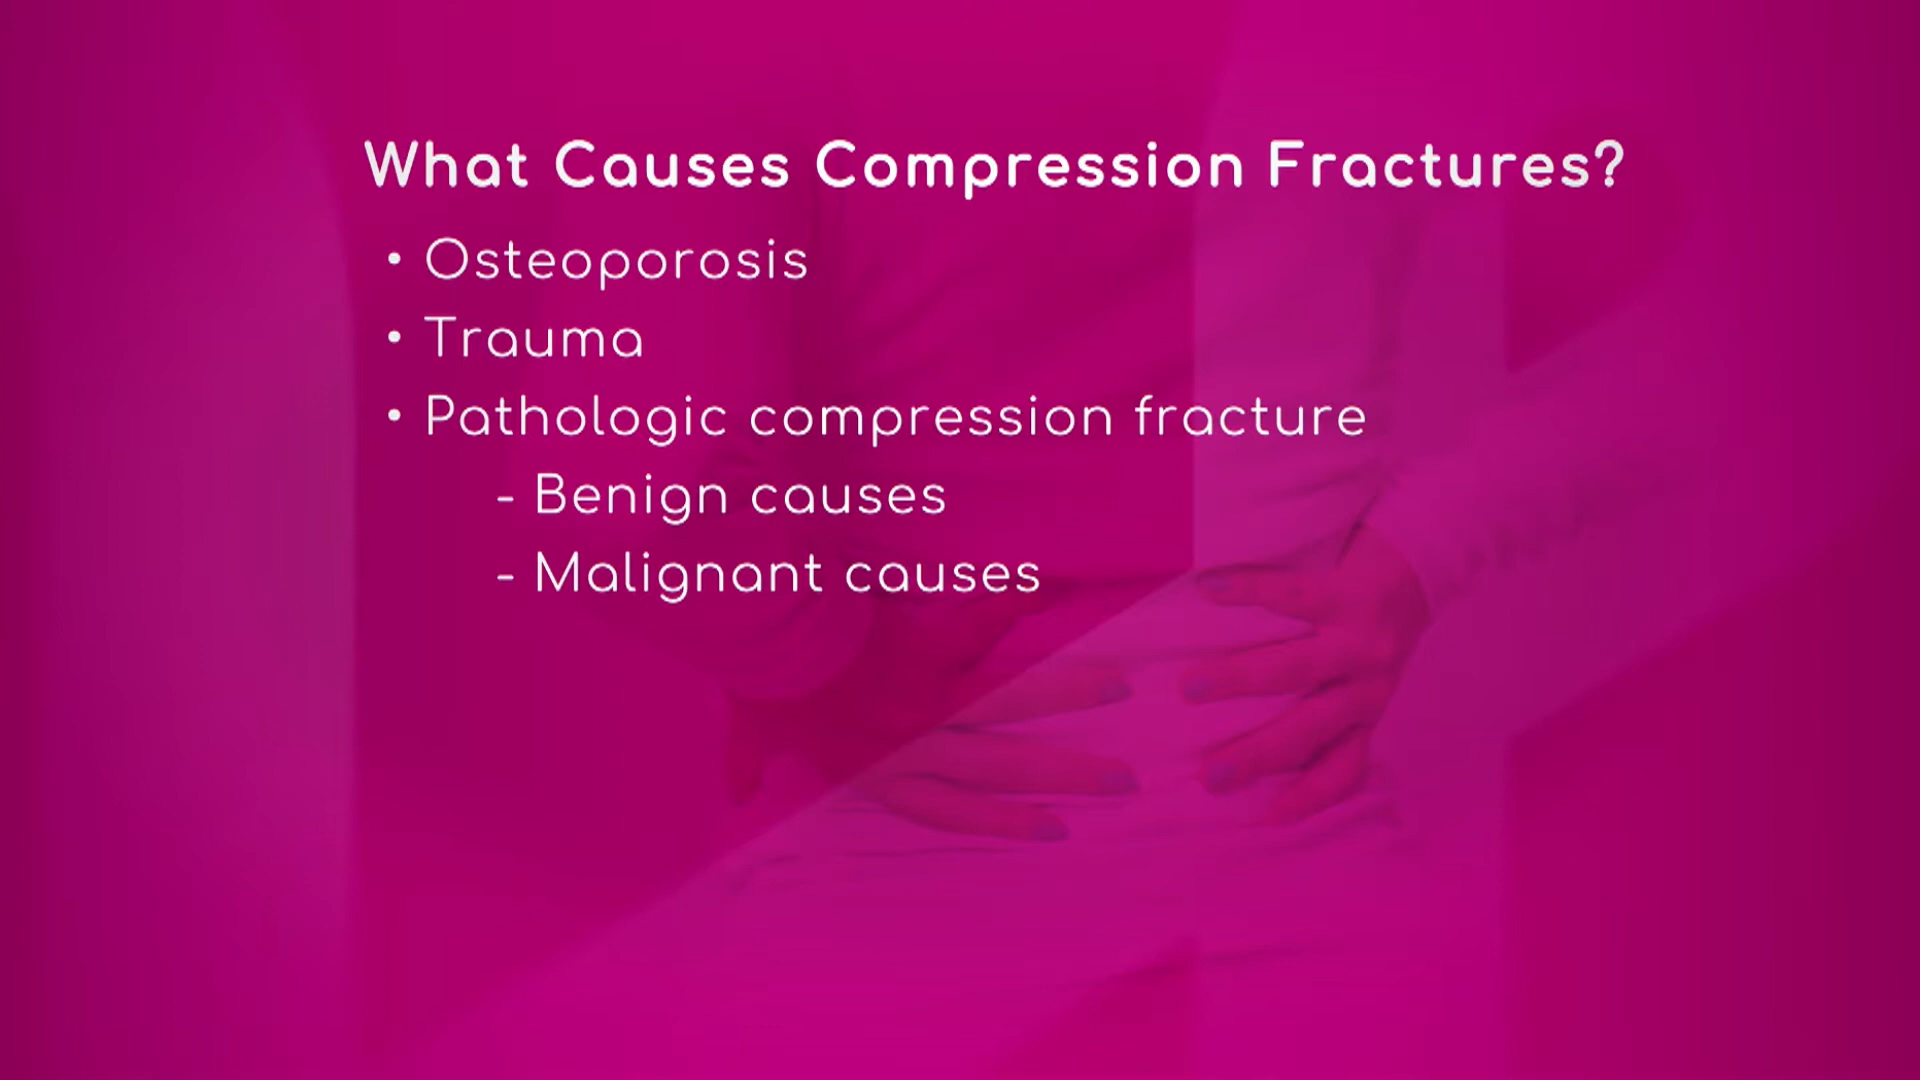 What Causes Compression Fractures?
• Osteoporosis
• Trauma
• Pathologic compression fracture
- Benign causes
- Malignant causes